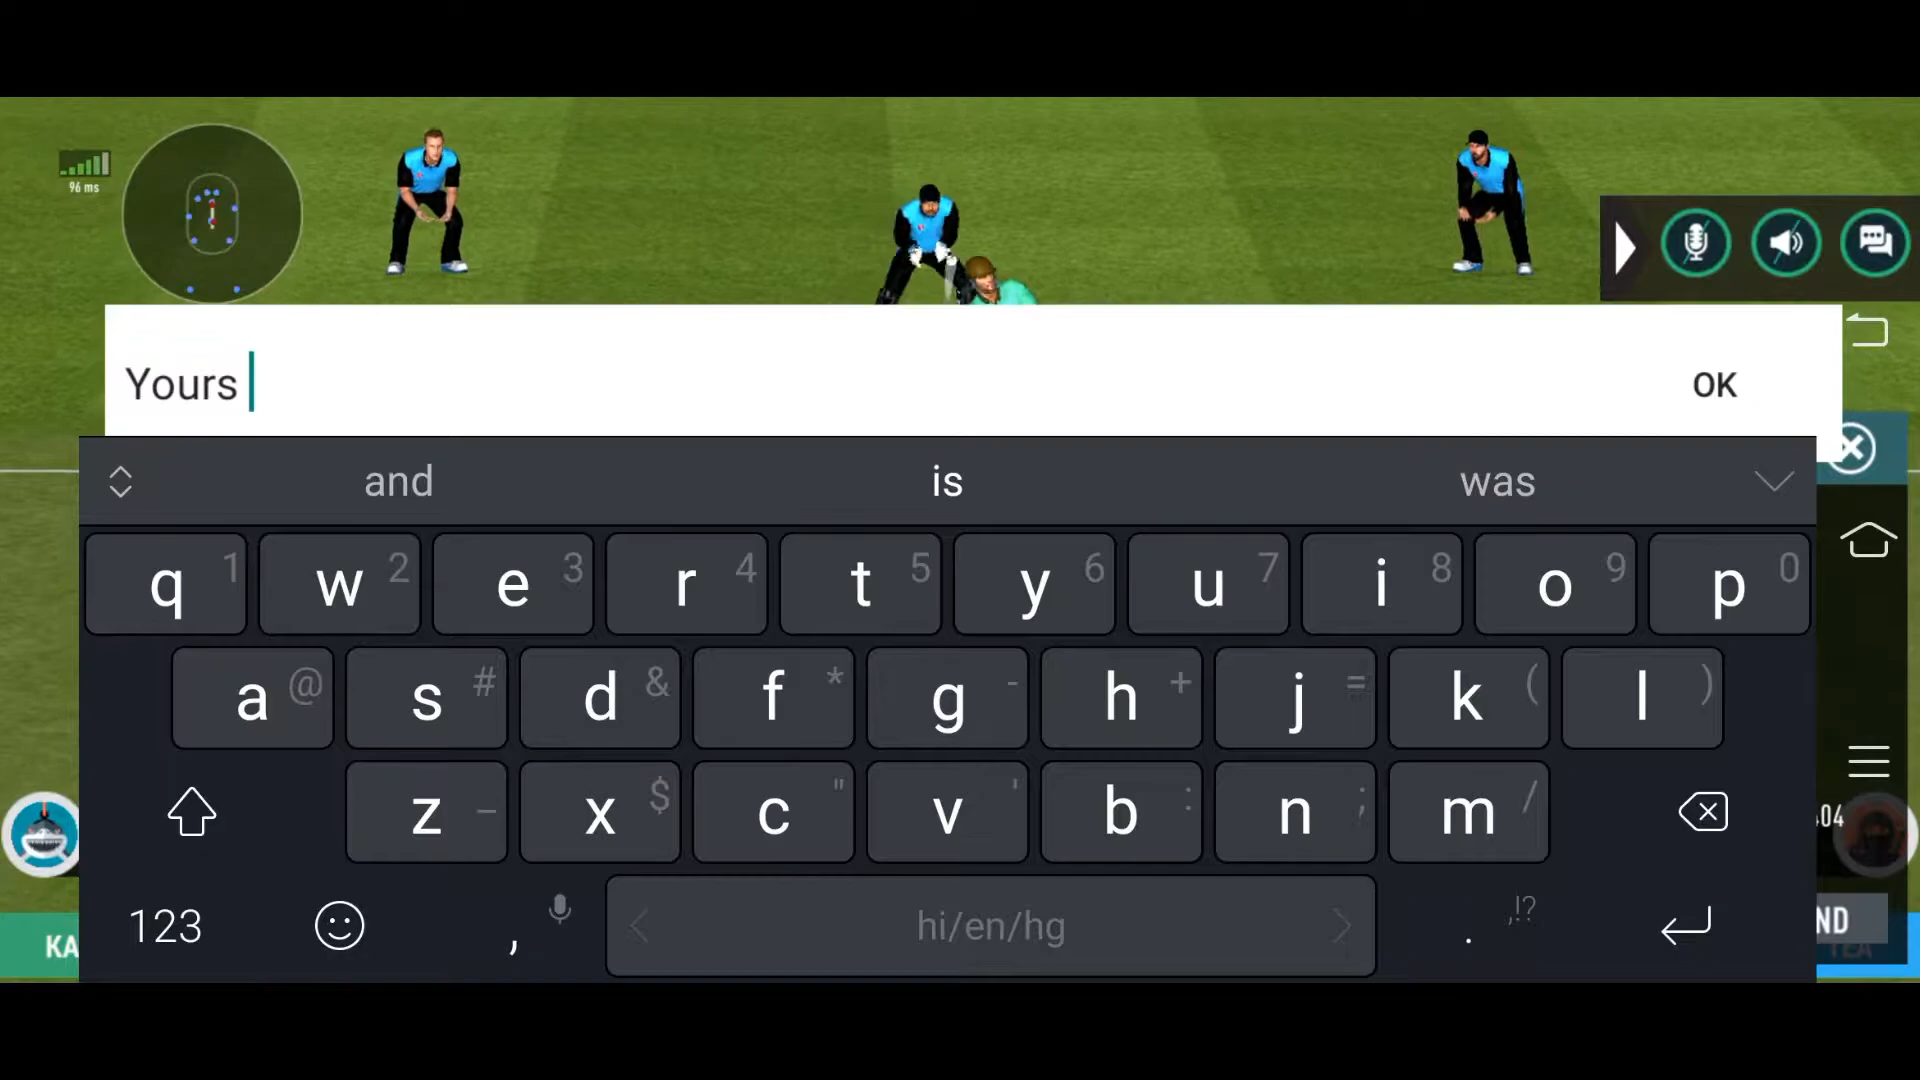 96 ms
Yours
OK
and is was
q 1 w 2 e 3 r 4 t 5 y 6 u 7 i 8 o 9 p 0
a @ s # d & f * g - h + j = k ( l )
z _ x $ c " v ' b : n ; m /
04
123 , hi/en/hg . ,!?
KA
ND